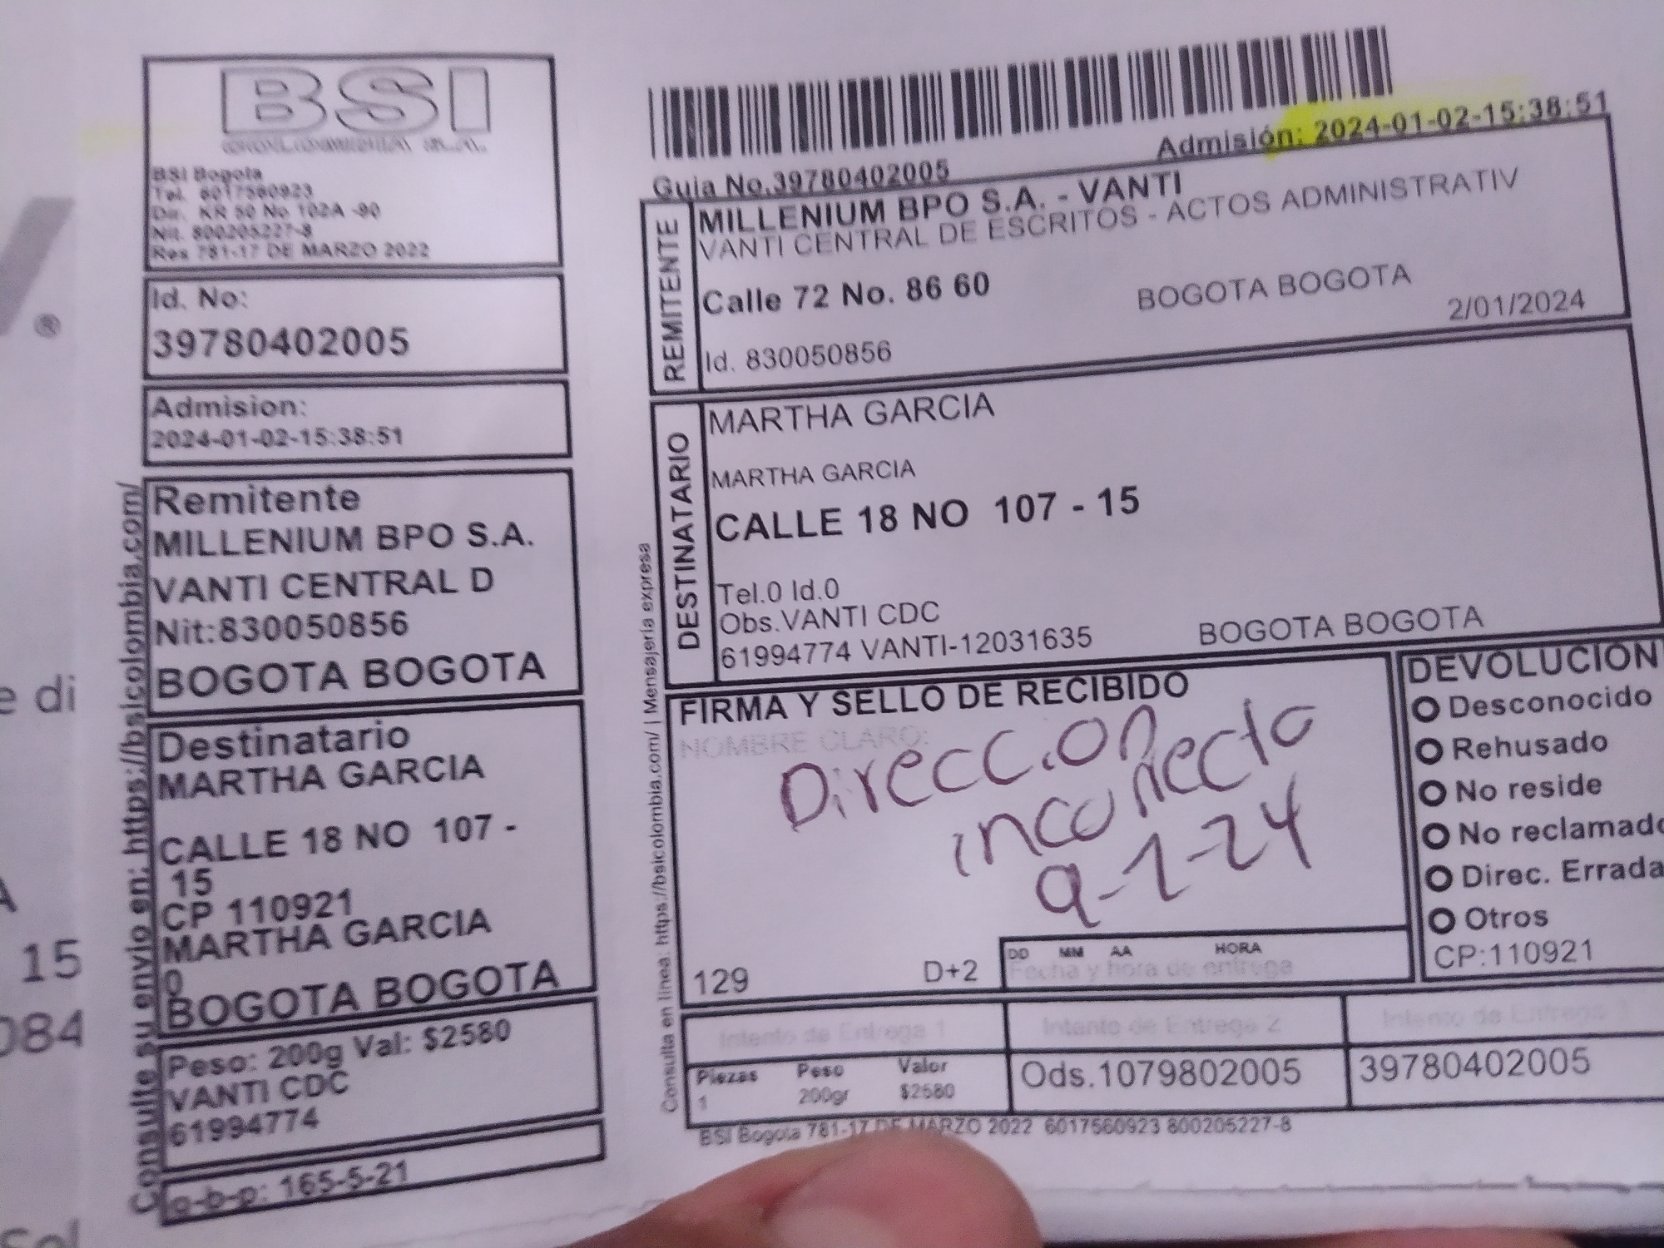 BSI
COLOMBIA S.A.
BSI Bogota
Tel. 6017560923
Dir. KR 50 No 102A -90
Nit. 800205227-8
Res 781-17 DE MARZO 2022
®
Id. No:
39780402005
Admision:
2024-01-02-15:38:51
Remitente
MILLENIUM BPO S.A.
VANTI CENTRAL D
Nit:830050856
BOGOTA BOGOTA
Destinatario
MARTHA GARCIA
CALLE 18 NO 107 -
15
CP 110921
MARTHA GARCIA
0
BOGOTA BOGOTA
Peso: 200g Val: $2580
VANTI CDC
61994774
o-b-p: 165-5-21
Consulte su envio en: https://bsicolombia.com/
e di
A
15
084
Sol
Admisión: 2024-01-02-15:38:51
Guia No.39780402005
REMITENTE
MILLENIUM BPO S.A. - VANTI
VANTI CENTRAL DE ESCRITOS - ACTOS ADMINISTRATIV
Calle 72 No. 86 60
BOGOTA BOGOTA
2/01/2024
Id. 830050856
DESTINATARIO
MARTHA GARCIA
MARTHA GARCIA
CALLE 18 NO 107 - 15
Tel.0 Id.0
Obs.VANTI CDC
61994774 VANTI-12031635
BOGOTA BOGOTA
Consulta en linea: https://bsicolombia.com/ | Mensajeria expresa
FIRMA Y SELLO DE RECIBIDO
NOMBRE CLARO:
Direccion
incorrecta
9-1-24
129
D+2
DD MM AA HORA
Fecha y hora de entrega
DEVOLUCION
Desconocido
Rehusado
No reside
No reclamado
Direc. Errada
Otros
CP:110921
Intento de Entrega 1
Intento de Entrega 2
Intento de Entrega 3
Piezas Peso Valor
1 200gr $2580
Ods.1079802005
39780402005
BSI Bogota 781-17 DE MARZO 2022 6017560923 800205227-8